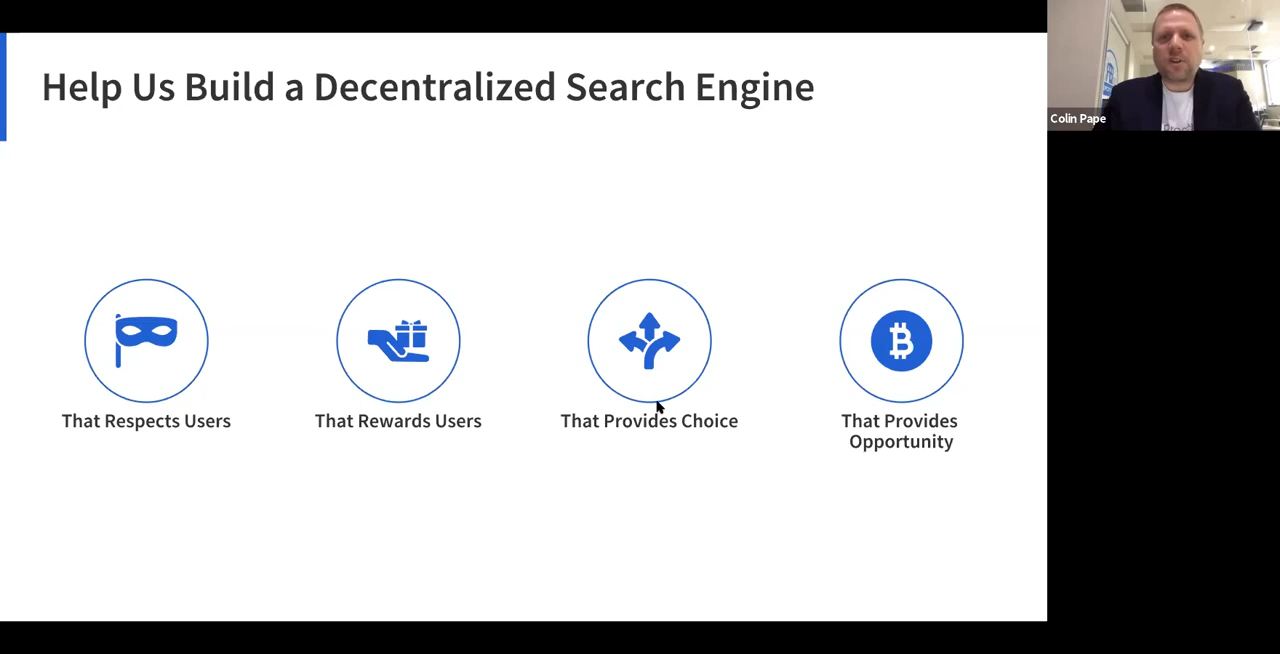 Help Us Build a Decentralized Search Engine
Colin Pape
That Respects Users
That Rewards Users
That Provides Choice
That Provides
Opportunity